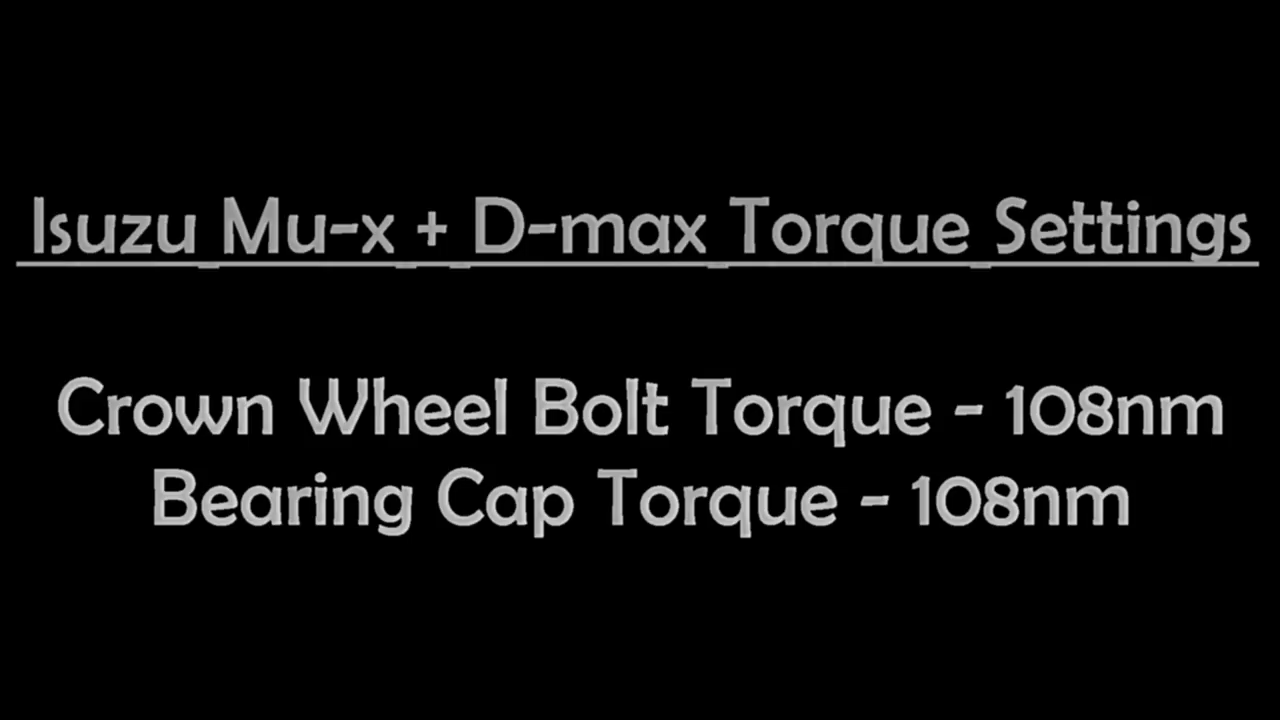 Isuzu Mu-x + D-max Torque Settings
Crown Wheel Bolt Torque - 108nm
Bearing Cap Torque - 108nm